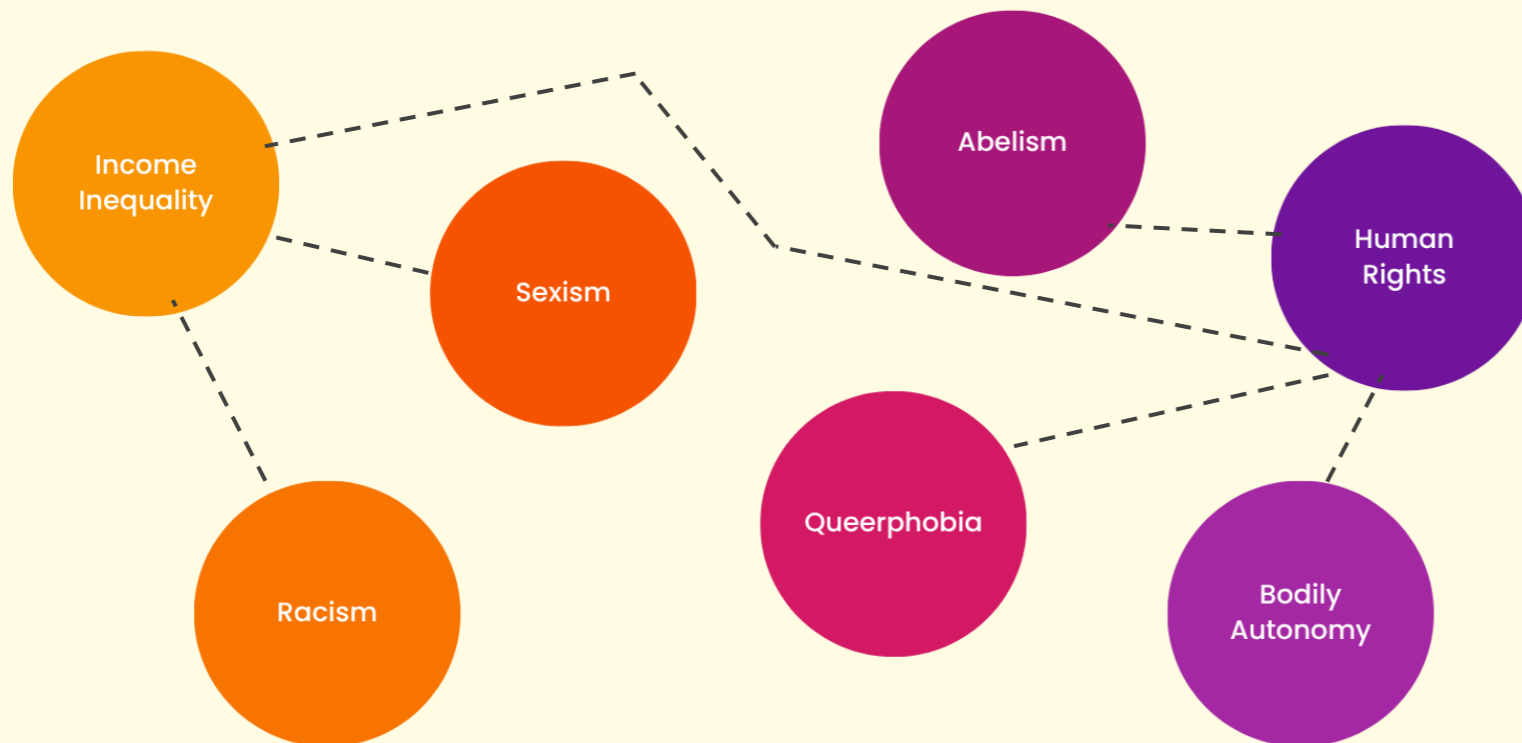 Income
Inequality
Sexism
Abelism
Human
Rights
Racism
Queerphobia
Bodily
Autonomy